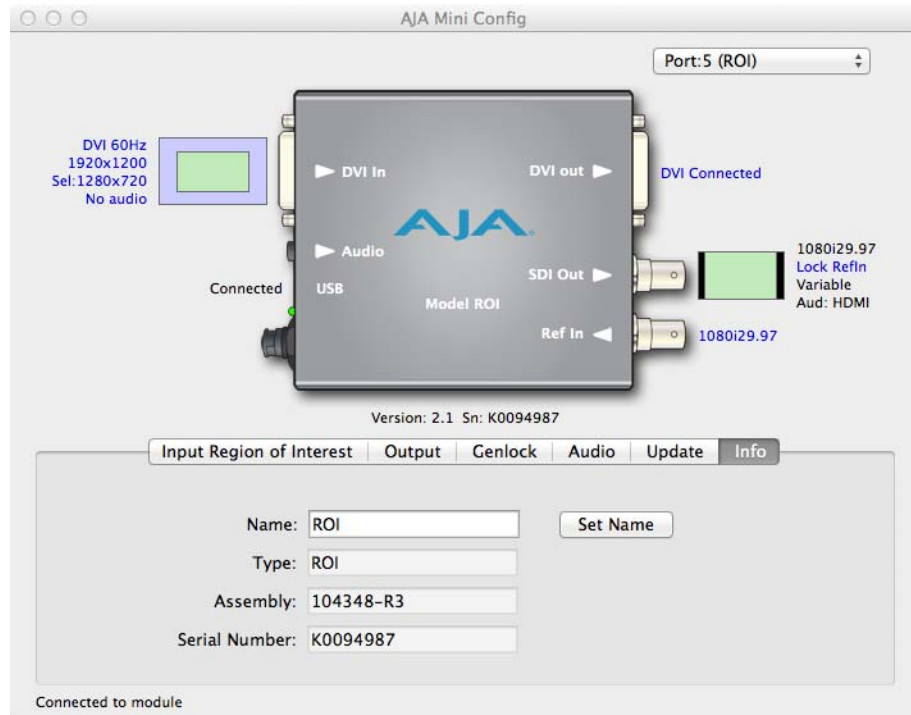 AJA Mini Config
Port:5 (ROI)
DVI 60Hz
1920x1200
Sel:1280x720
No audio
DVI In
DVI out
DVI Connected
AJA
Audio
Connected
USB
SDI Out
1080i29.97
Lock RefIn
Variable
Aud: HDMI
Model ROI
Ref In
1080i29.97
Version: 2.1 Sn: K0094987
Input Region of Interest Output Genlock Audio Update Info
Name: ROI Set Name
Type: ROI
Assembly: 104348-R3
Serial Number: K0094987
Connected to module